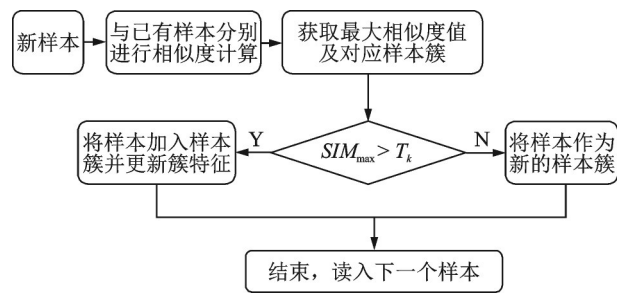 新样本
与已有样本分别
进行相似度计算
获取最大相似度值
及对应样本簇
将样本加入样本
簇并更新簇特征
Y
SIMmax > Tk
N
将样本作为
新的样本簇
结束，读入下一个样本